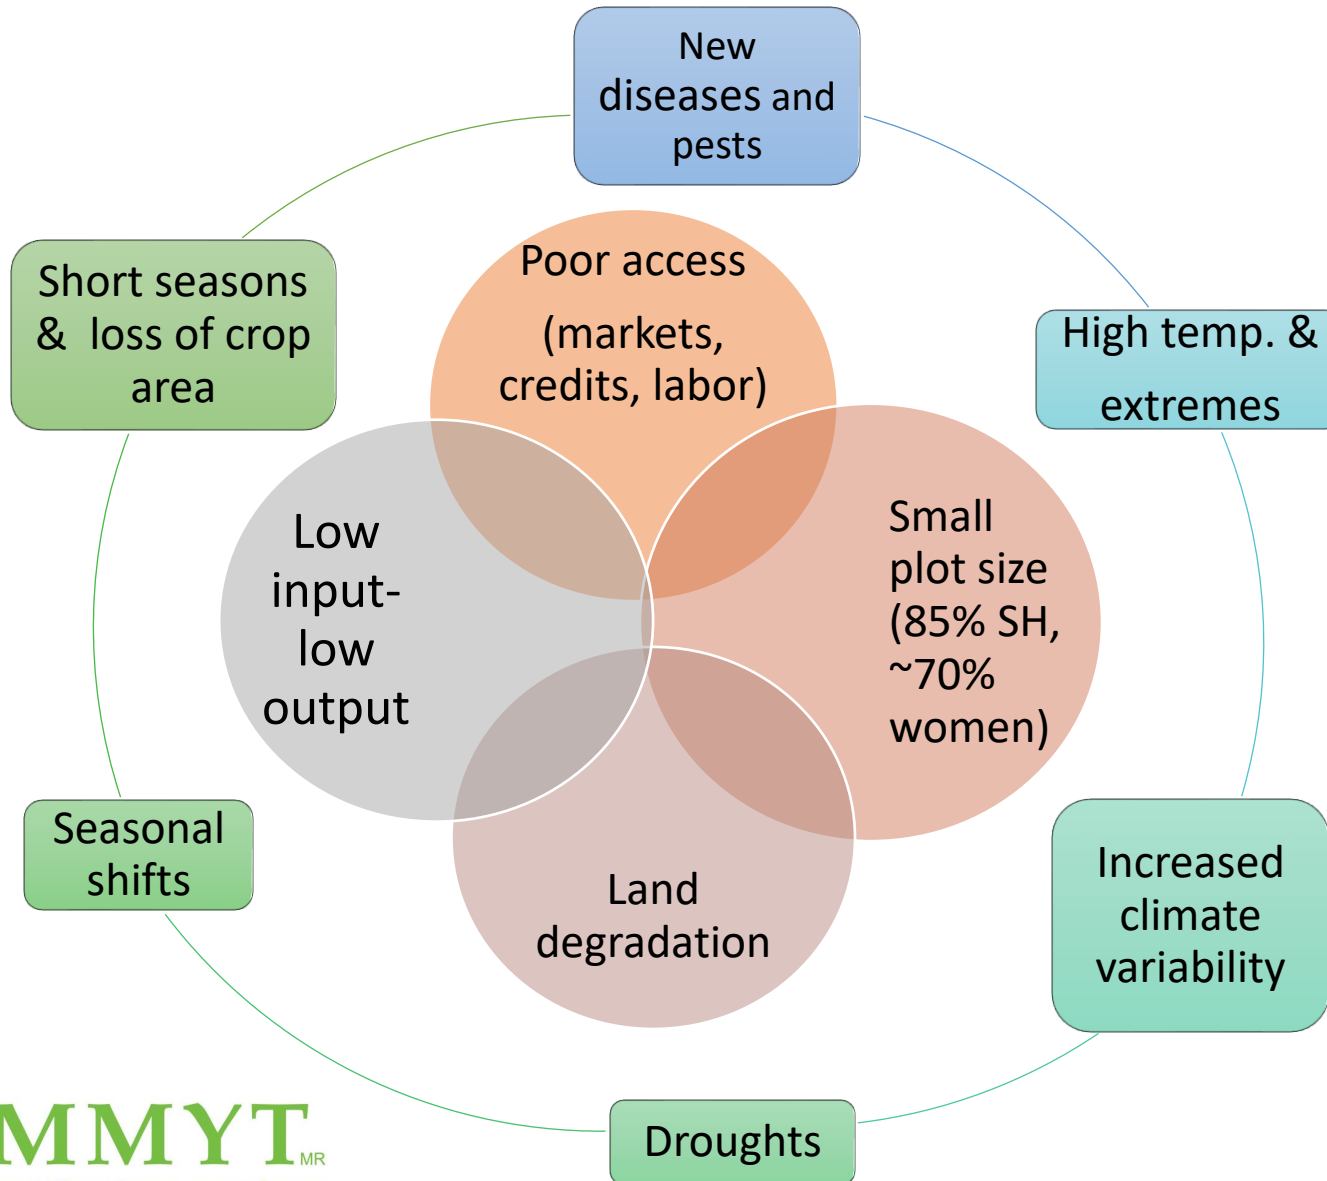 New
diseases and
pests
Short seasons
& loss of crop
area
Poor access
(markets,
credits, labor)
High temp. &
extremes
Low
input-
low
output
Small
plot size
(85% SH,
~70%
women)
Seasonal
shifts
Land
degradation
Increased
climate
variability
Droughts
MMYT MR